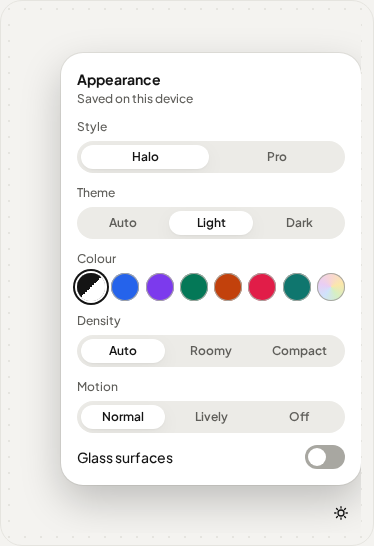 Appearance
Saved on this device
Style
Halo Pro
Theme
Auto Light Dark
Colour
Density
Auto Roomy Compact
Motion
Normal Lively Off
Glass surfaces